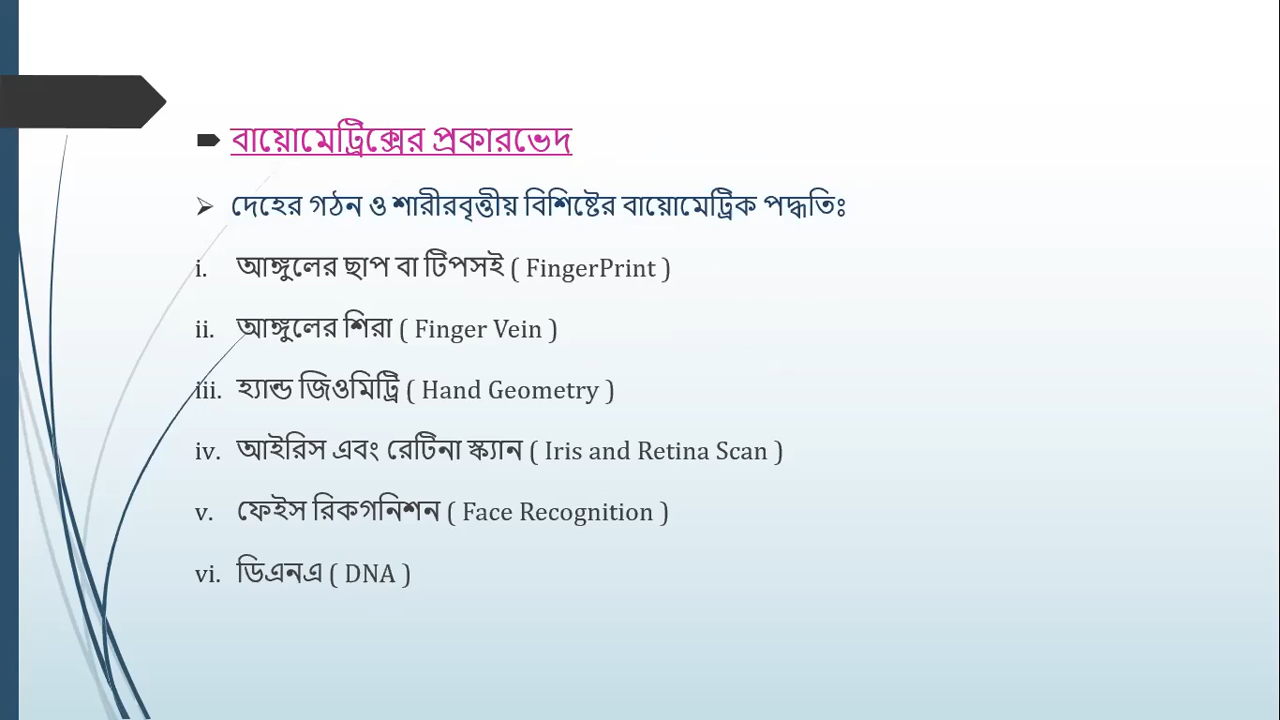 বায়োমেট্রিক্সের প্রকারভেদ
দেহের গঠন ও শারীরবৃত্তীয় বিশিষ্টের বায়োমেট্রিক পদ্ধতিঃ
i. আঙ্গুলের ছাপ বা টিপসই ( FingerPrint )
ii. আঙ্গুলের শিরা ( Finger Vein )
iii. হ্যান্ড জিওমিট্রি ( Hand Geometry )
iv. আইরিস এবং রেটিনা স্ক্যান ( Iris and Retina Scan )
v. ফেইস রিকগনিশন ( Face Recognition )
vi. ডিএনএ ( DNA )